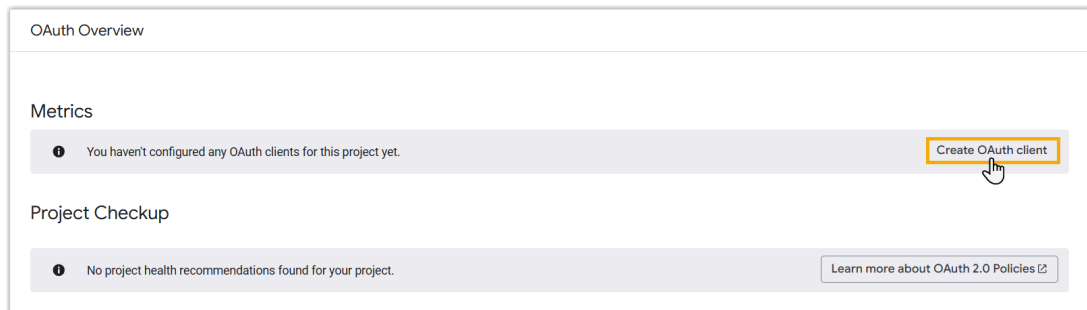 OAuth Overview
Metrics
You haven't configured any OAuth clients for this project yet.
Create OAuth client
Project Checkup
No project health recommendations found for your project.
Learn more about OAuth 2.0 Policies